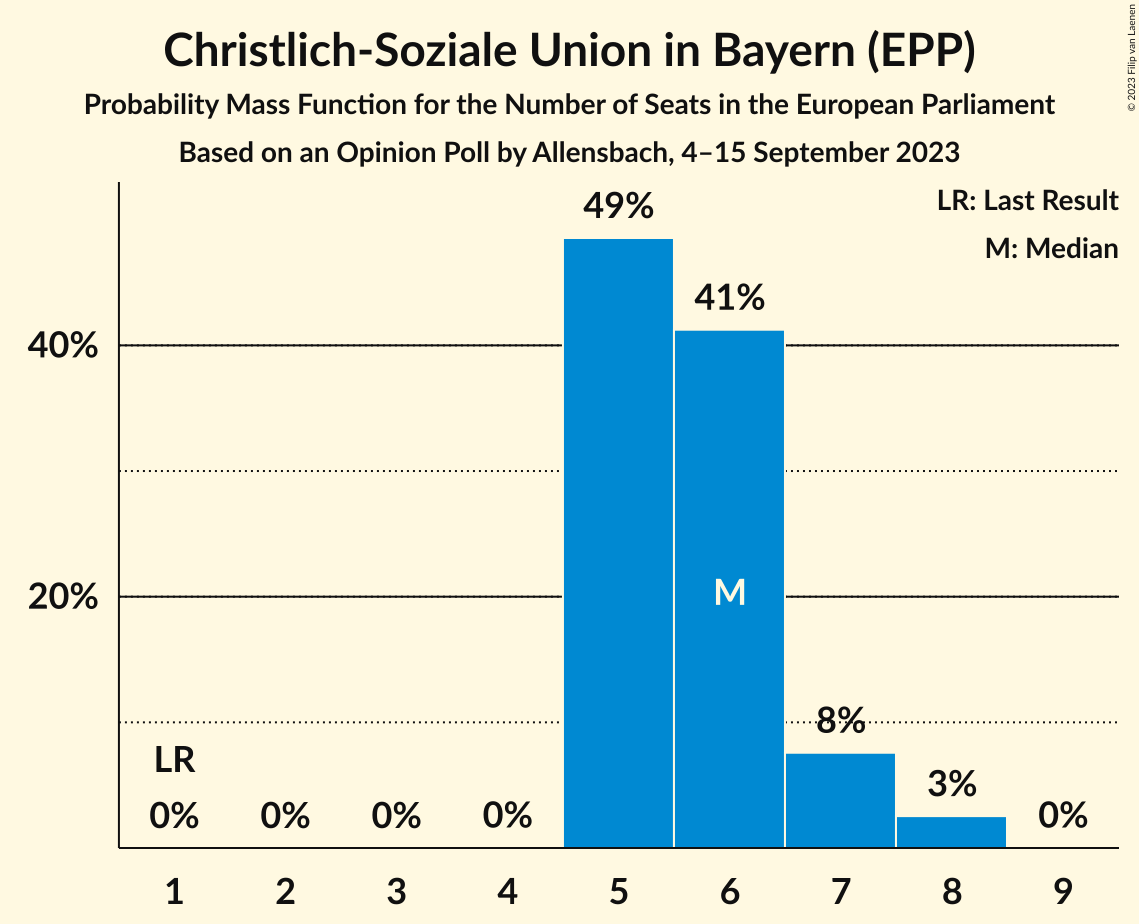 Christlich-Soziale Union in Bayern (EPP)
Probability Mass Function for the Number of Seats in the European Parliament
Based on an Opinion Poll by Allensbach, 4–15 September 2023
© 2023 Filip van Laenen
LR: Last Result
M: Median
49%
41%
40%
20%
M
8%
LR
3%
0% 0% 0% 0% 0%
1 2 3 4 5 6 7 8 9